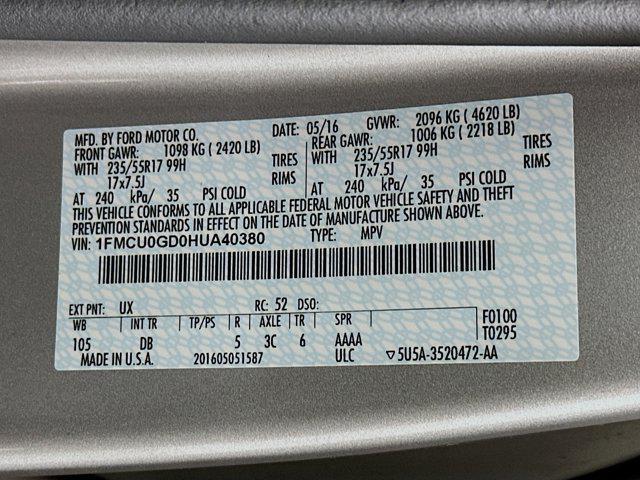 MFD. BY FORD MOTOR CO. DATE: 05/16 GVWR: 2096 KG ( 4620 LB)
FRONT GAWR: 1098 KG ( 2420 LB) REAR GAWR: 1006 KG ( 2218 LB)
WITH 235/55R17 99H TIRES WITH 235/55R17 99H TIRES
17x7.5J RIMS 17x7.5J RIMS
AT 240 kPa/ 35 PSI COLD AT 240 kPa/ 35 PSI COLD
THIS VEHICLE CONFORMS TO ALL APPLICABLE FEDERAL MOTOR VEHICLE SAFETY AND THEFT
PREVENTION STANDARDS IN EFFECT ON THE DATE OF MANUFACTURE SHOWN ABOVE.
VIN: 1FMCU0GD0HUA40380 TYPE: MPV
EXT PNT: UX RC: 52 DSO:
WB INT TR TP/PS R AXLE TR SPR F0100
105 DB 5 3C 6 AAAA T0295
MADE IN U.S.A. 201605051587 ULC ▽5U5A-3520472-AA